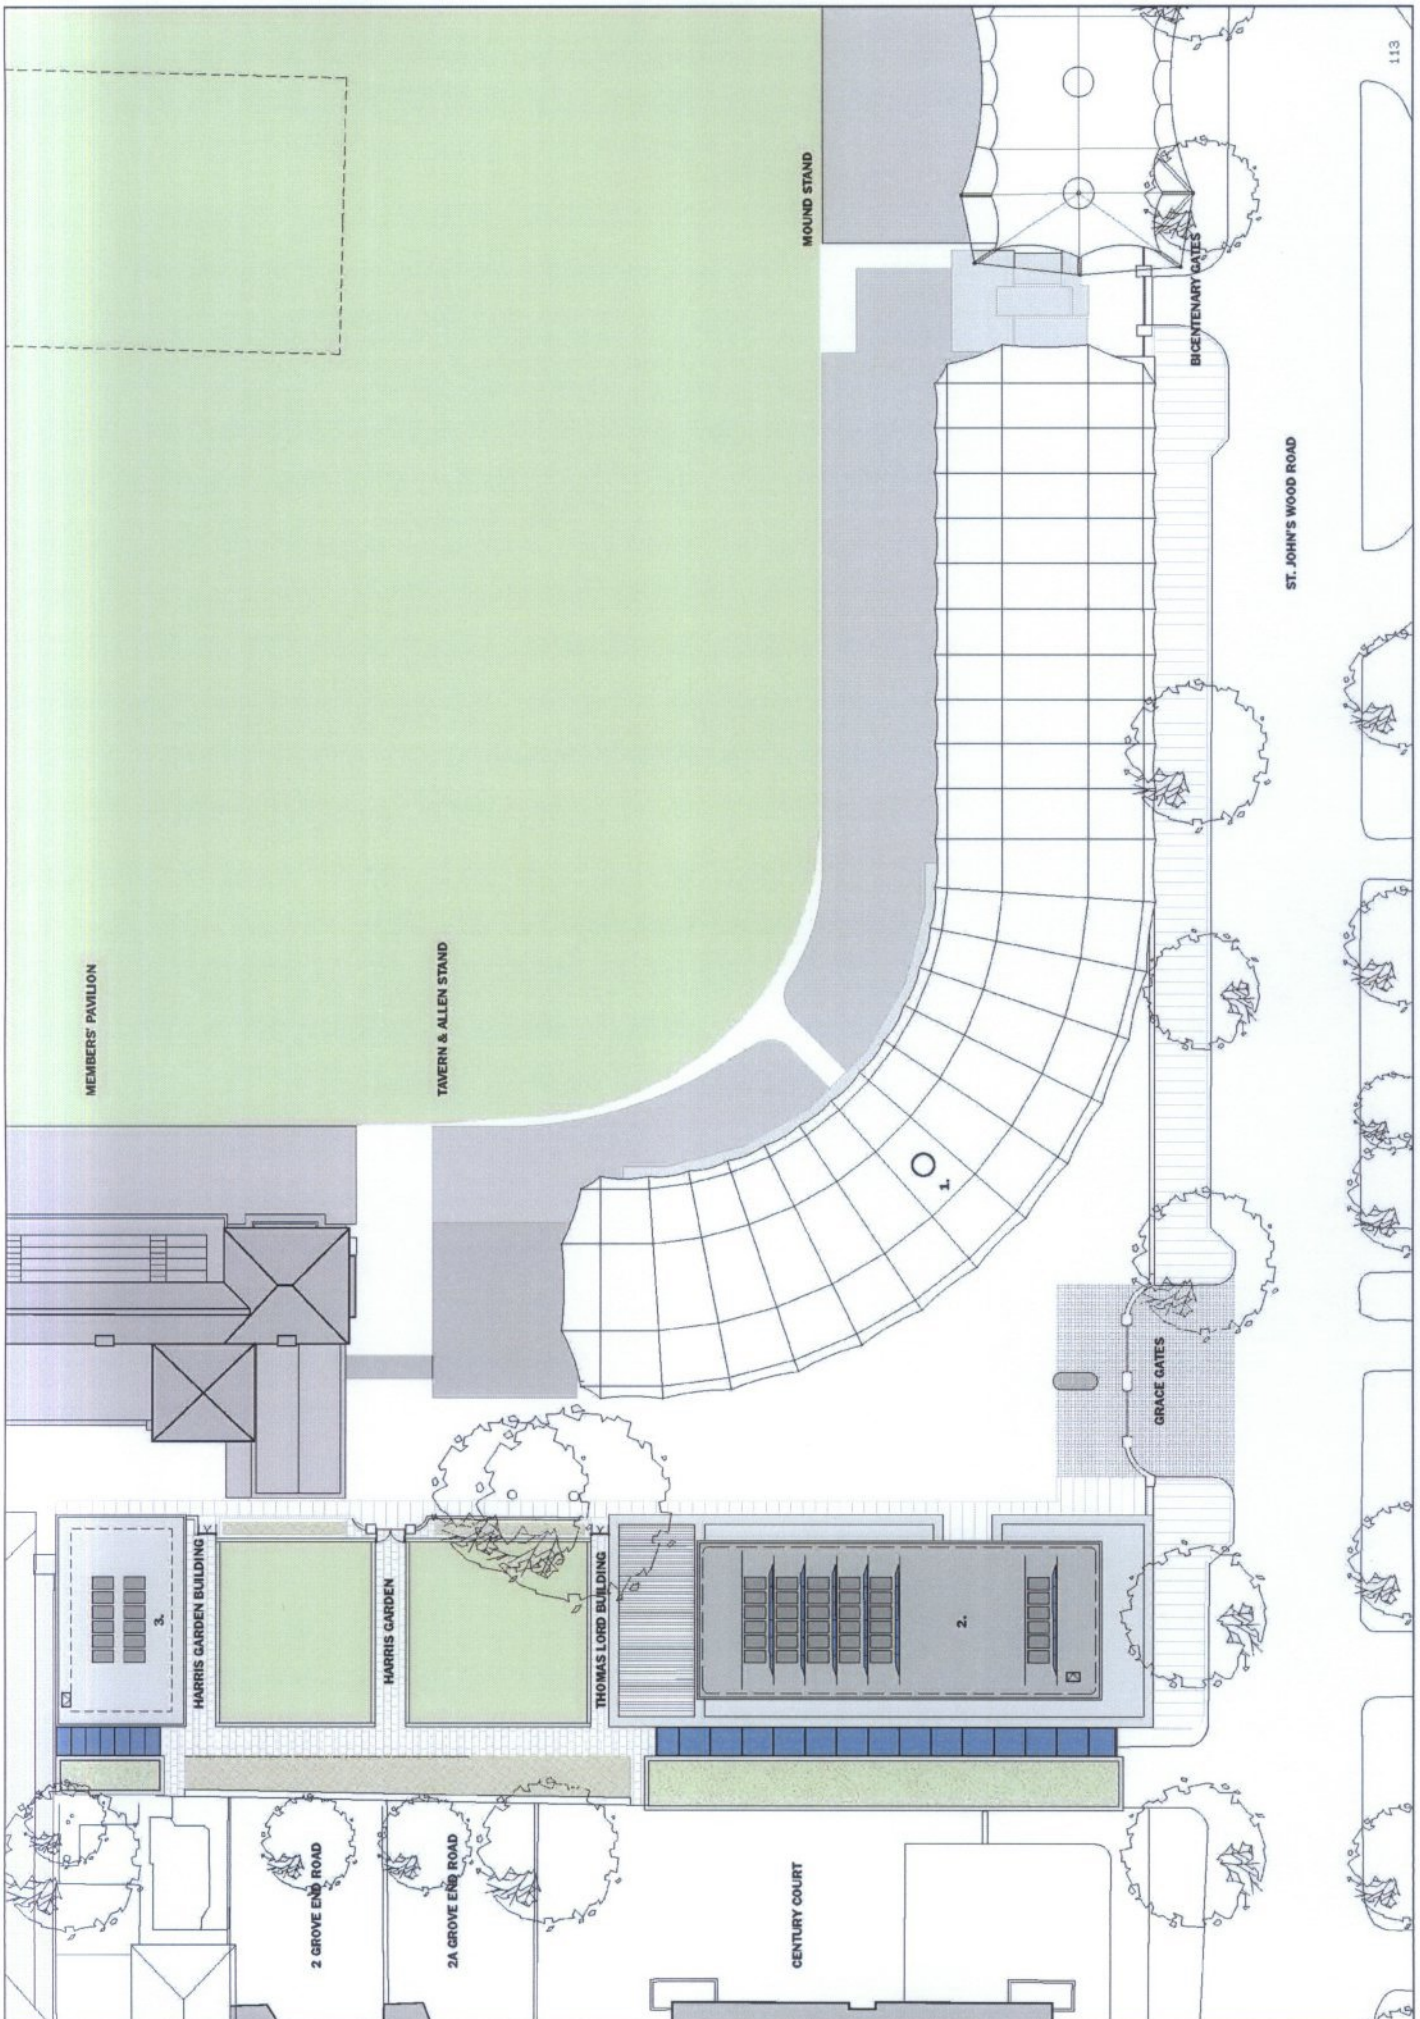 MEMBERS' PAVILION
TAVERN & ALLEN STAND
MOUND STAND
BICENTENARY GATES
ST. JOHN'S WOOD ROAD
113
1.
GRACE GATES
3.
HARRIS GARDEN BUILDING
HARRIS GARDEN
THOMAS LORD BUILDING
2.
2 GROVE END ROAD
2A GROVE END ROAD
CENTURY COURT